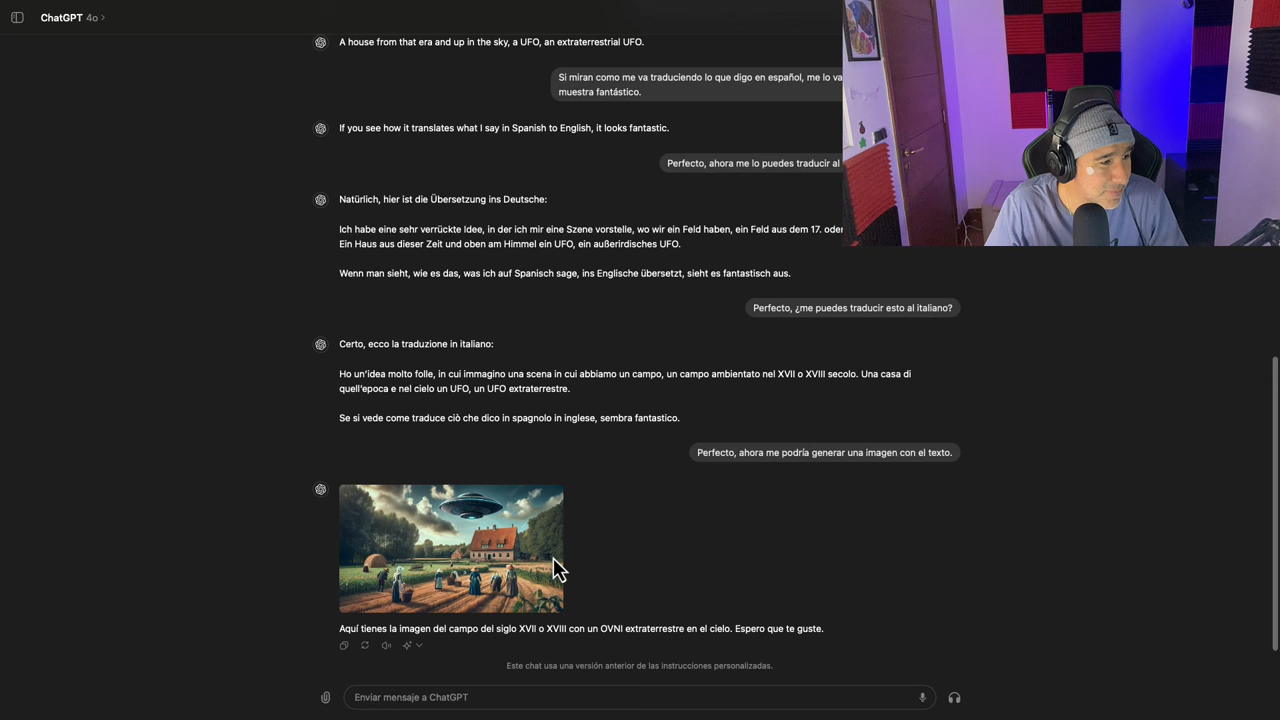 ChatGPT 4o
A house from that era and up in the sky, a UFO, an extraterrestrial UFO.
Si miran como me va traduciendo lo que digo en español, me lo va
muestra fantástico.
If you see how it translates what I say in Spanish to English, it looks fantastic.
Perfecto, ahora me lo puedes traducir al
Natürlich, hier ist die Übersetzung ins Deutsche:
Ich habe eine sehr verrückte Idee, in der ich mir eine Szene vorstelle, wo wir ein Feld haben, ein Feld aus dem 17. oder
Ein Haus aus dieser Zeit und oben am Himmel ein UFO, ein außerirdisches UFO.
Wenn man sieht, wie es das, was ich auf Spanisch sage, ins Englische übersetzt, sieht es fantastisch aus.
Perfecto, ¿me puedes traducir esto al italiano?
Certo, ecco la traduzione in italiano:
Ho un'idea molto folle, in cui immagino una scena in cui abbiamo un campo, un campo ambientato nel XVII o XVIII secolo. Una casa di
quell'epoca e nel cielo un UFO, un UFO extraterrestre.
Se si vede come traduce ciò che dico in spagnolo in inglese, sembra fantastico.
Perfecto, ahora me podría generar una imagen con el texto.
Aquí tienes la imagen del campo del siglo XVII o XVIII con un OVNI extraterrestre en el cielo. Espero que te guste.
Este chat usa una versión anterior de las instrucciones personalizadas.
Enviar mensaje a ChatGPT